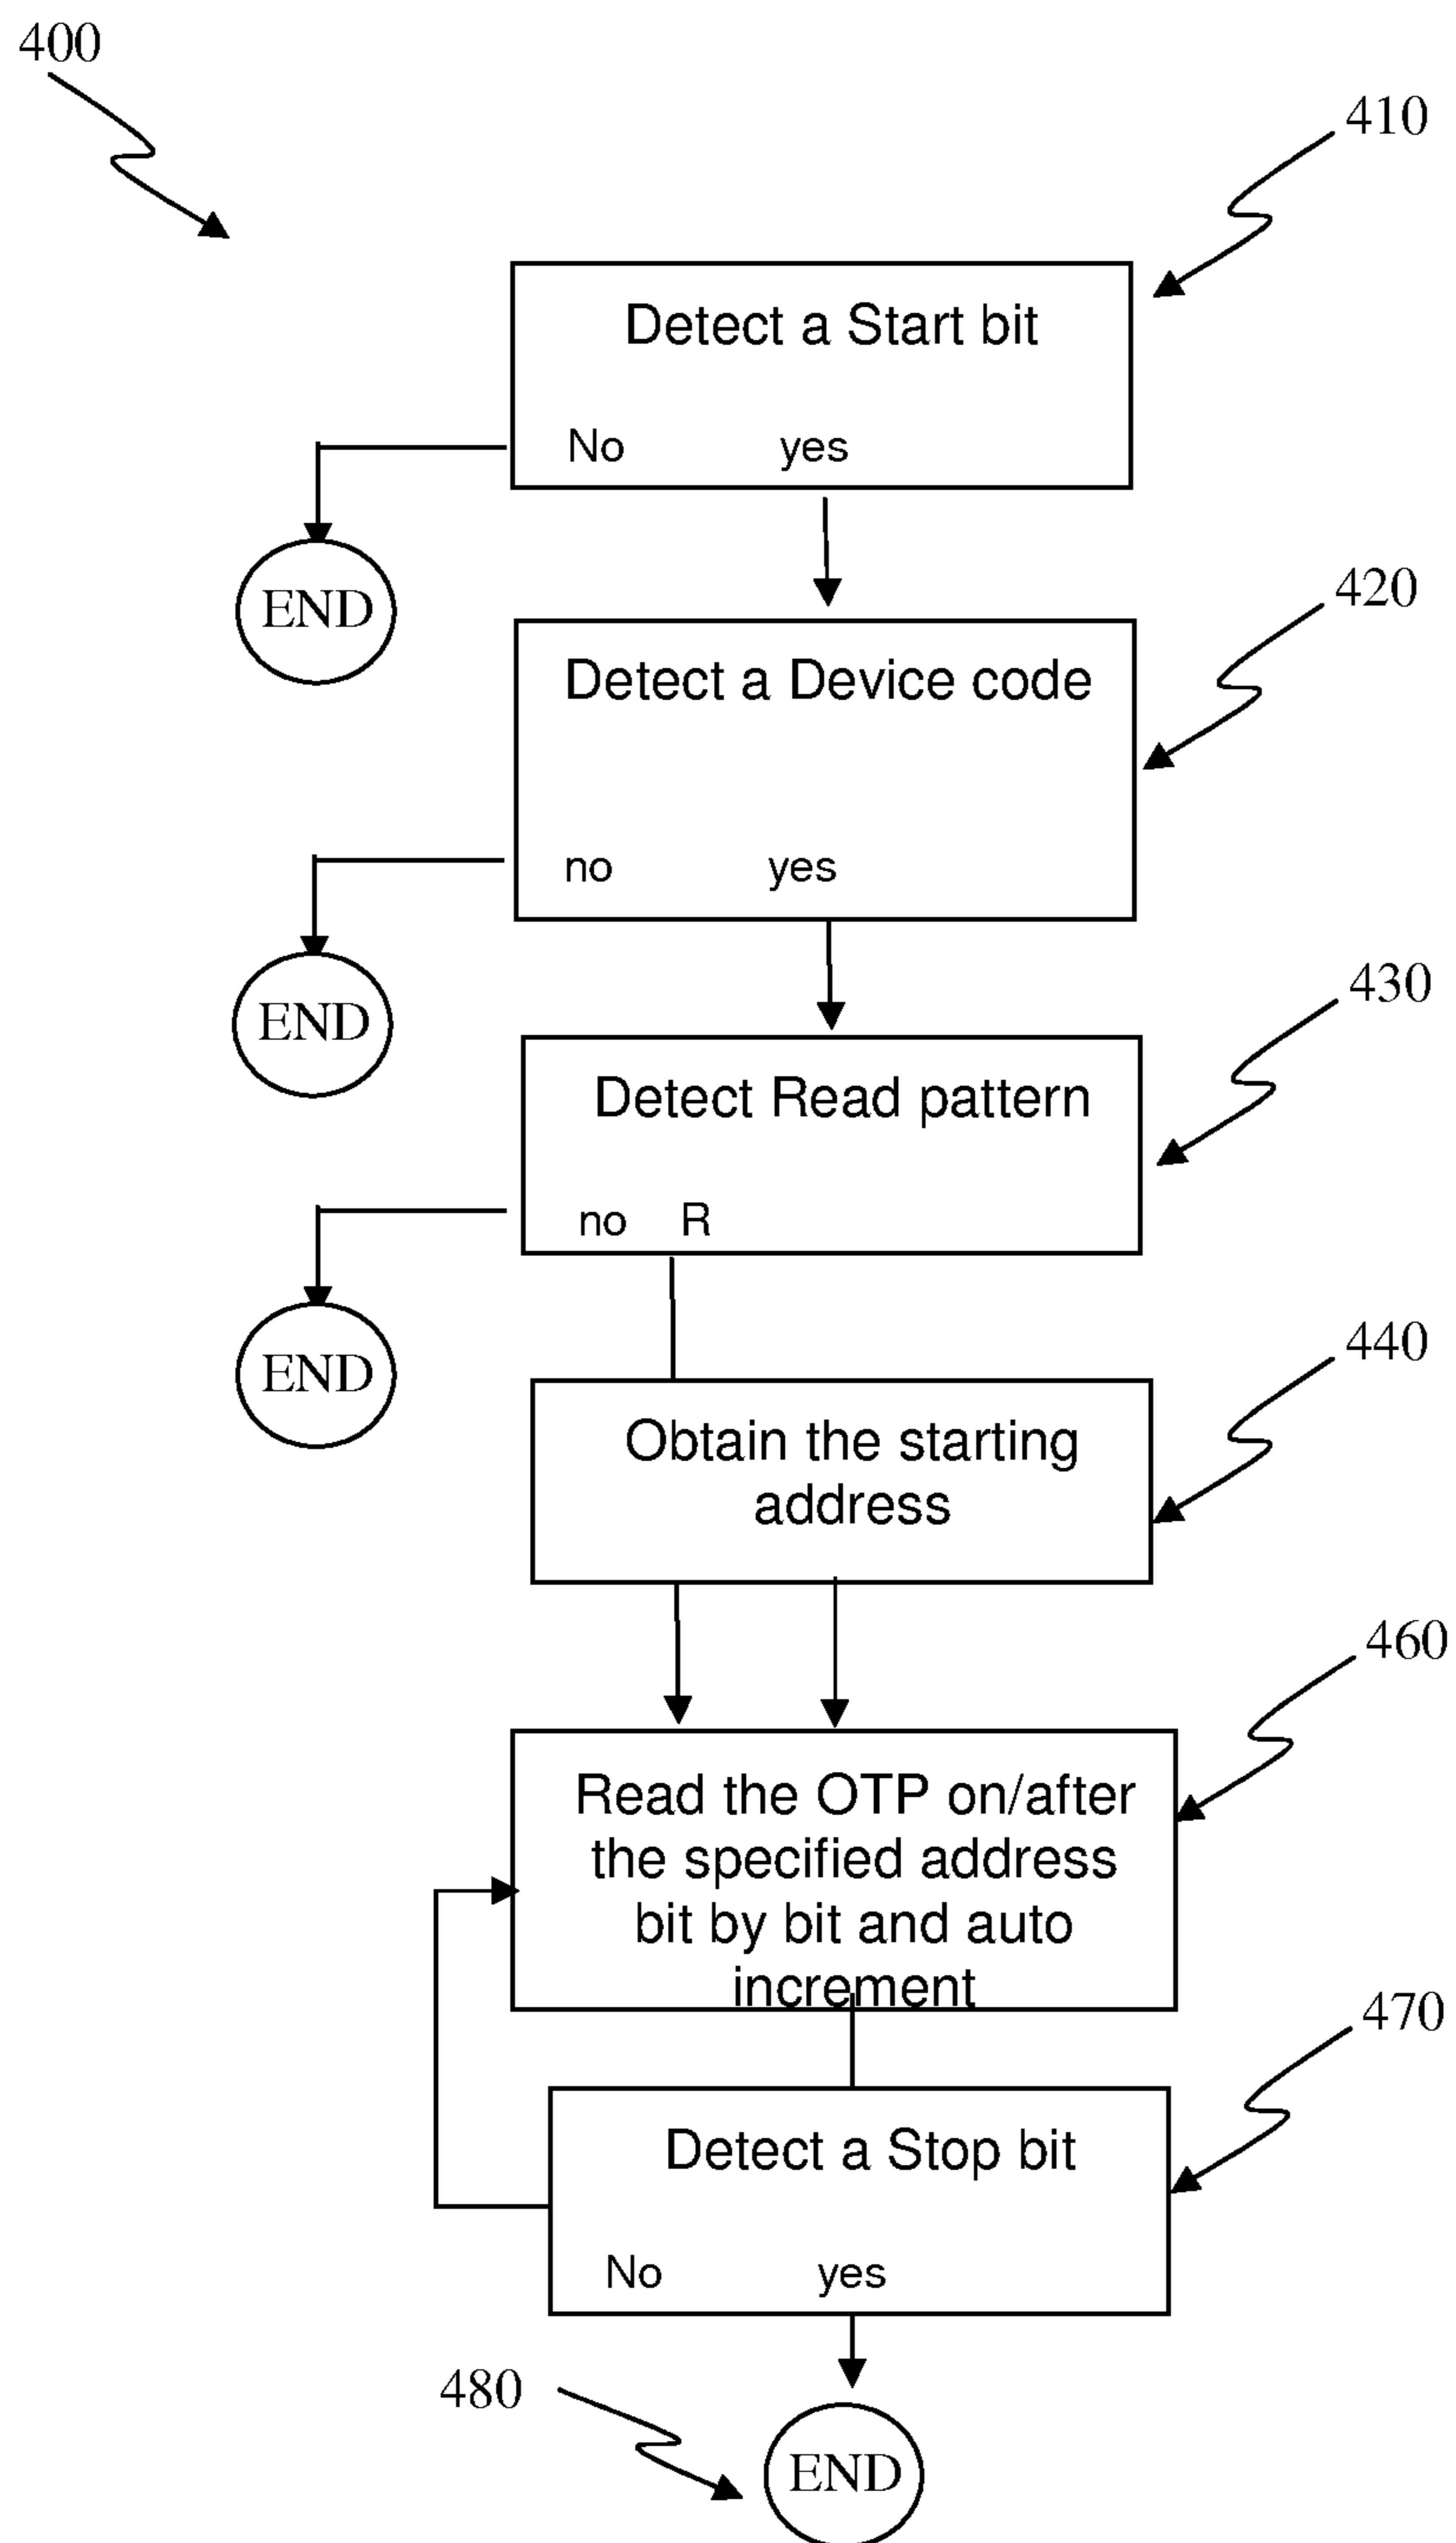 400
410
Detect a Start bit
No yes
END
420
Detect a Device code
no yes
END
430
Detect Read pattern
no R
END
440
Obtain the starting
address
460
Read the OTP on/after
the specified address
bit by bit and auto
increment
470
Detect a Stop bit
No yes
480
END